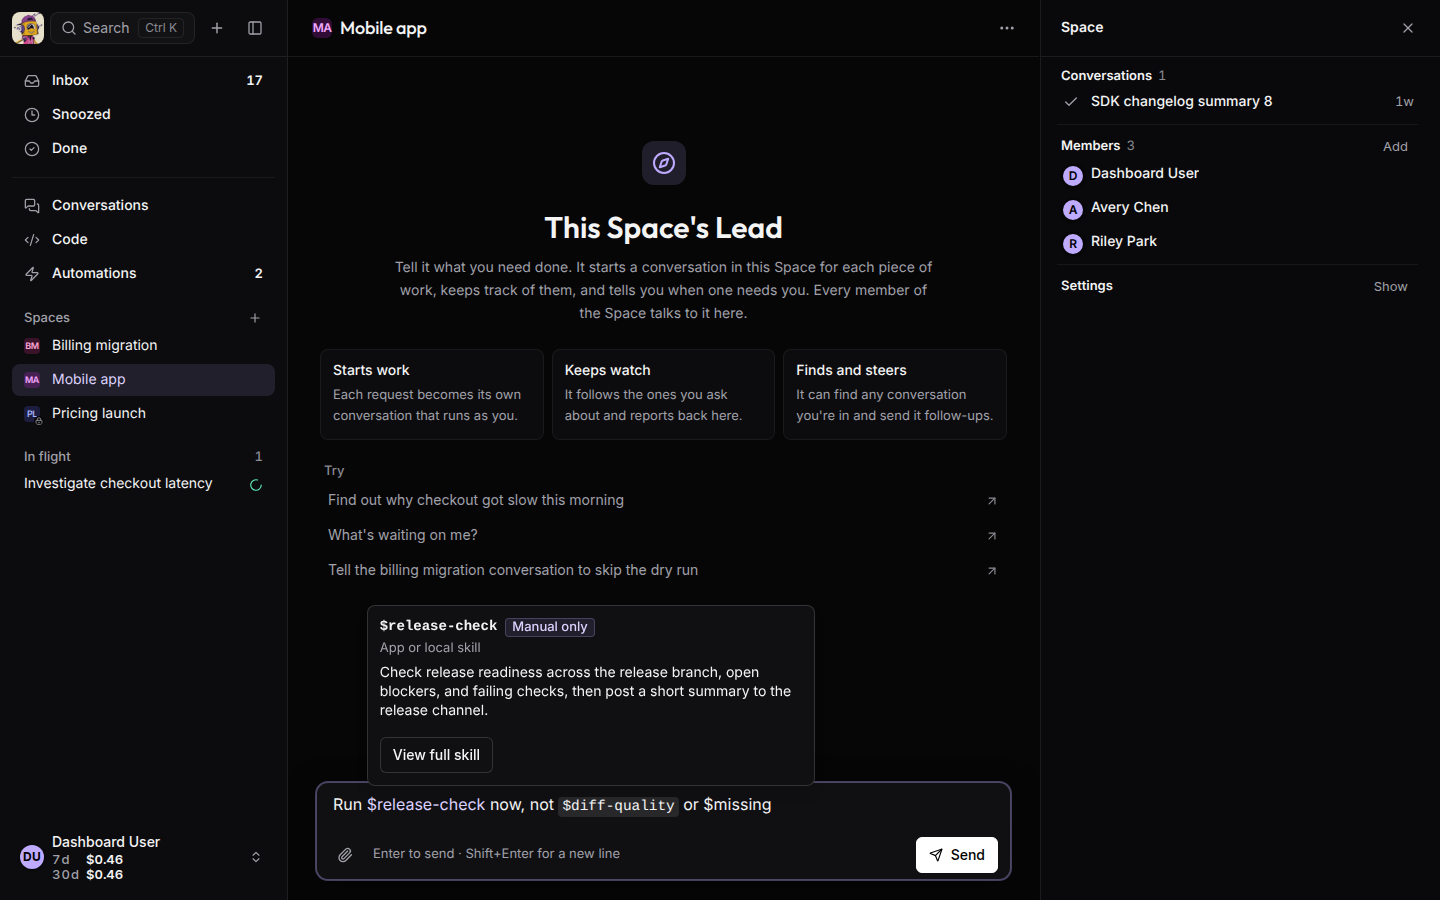 Search Ctrl K
Inbox 17
Snoozed
Done
Conversations
Code
Automations 2
Spaces
BM Billing migration
MA Mobile app
PL Pricing launch
In flight 1
Investigate checkout latency
DU Dashboard User
7d $0.46
30d $0.46
MA Mobile app
This Space's Lead
Tell it what you need done. It starts a conversation in this Space for each piece of
work, keeps track of them, and tells you when one needs you. Every member of
the Space talks to it here.
Starts work
Each request becomes its own
conversation that runs as you.
Keeps watch
It follows the ones you ask
about and reports back here.
Finds and steers
It can find any conversation
you're in and send it follow-ups.
Try
Find out why checkout got slow this morning
What's waiting on me?
Tell the billing migration conversation to skip the dry run
$release-check Manual only
App or local skill
Check release readiness across the release branch, open
blockers, and failing checks, then post a short summary to the
release channel.
View full skill
Run $release-check now, not $diff-quality or $missing
Enter to send · Shift+Enter for a new line
Send
Space
Conversations 1
SDK changelog summary 8 1w
Members 3 Add
D Dashboard User
A Avery Chen
R Riley Park
Settings Show